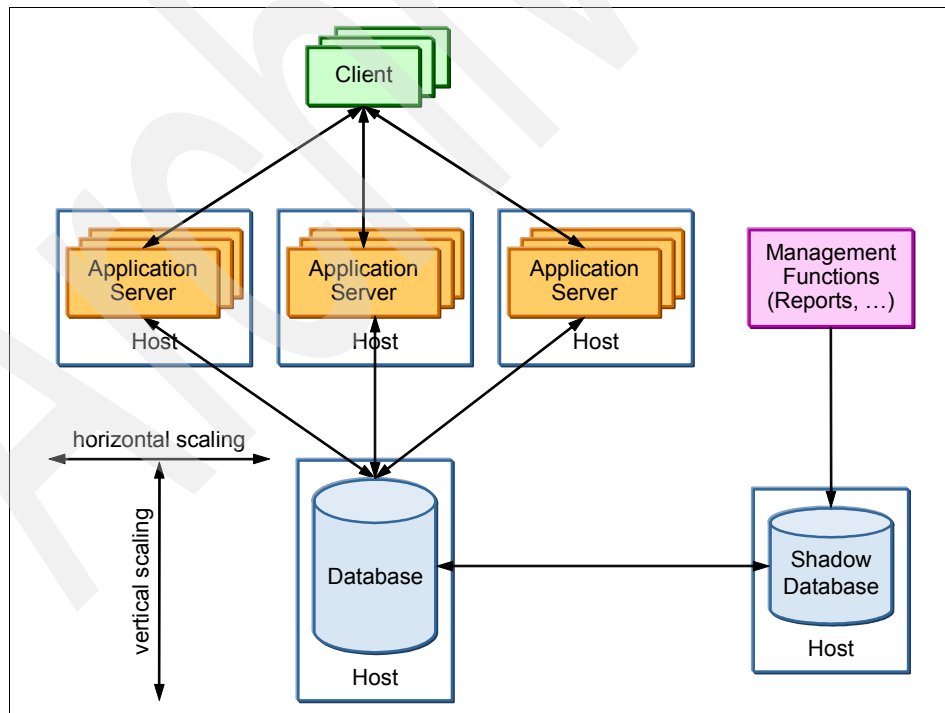 Client
Application
Server
Host
Application
Server
Host
Application
Server
Host
Management
Functions
(Reports, …)
horizontal scaling
vertical scaling
Database
Host
Shadow
Database
Host